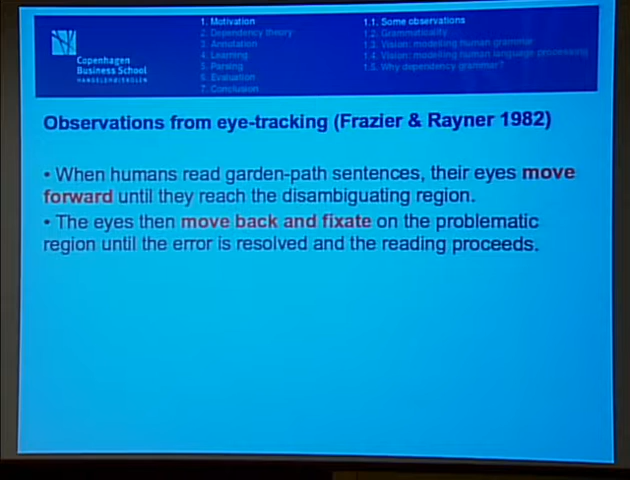 Copenhagen
Business School
HANDELSHØJSKOLEN
1. Motivation
2. Dependency theory
3. Annotation
4. Learning
5. Parsing
6. Evaluation
7. Conclusion
1.1. Some observations
1.2. Grammaticality
1.3. Vision: modelling human grammar
1.4. Vision: modelling human language processing
1.5. Why dependency grammar?
Observations from eye-tracking (Frazier & Rayner 1982)
• When humans read garden-path sentences, their eyes move
forward until they reach the disambiguating region.
• The eyes then move back and fixate on the problematic
region until the error is resolved and the reading proceeds.